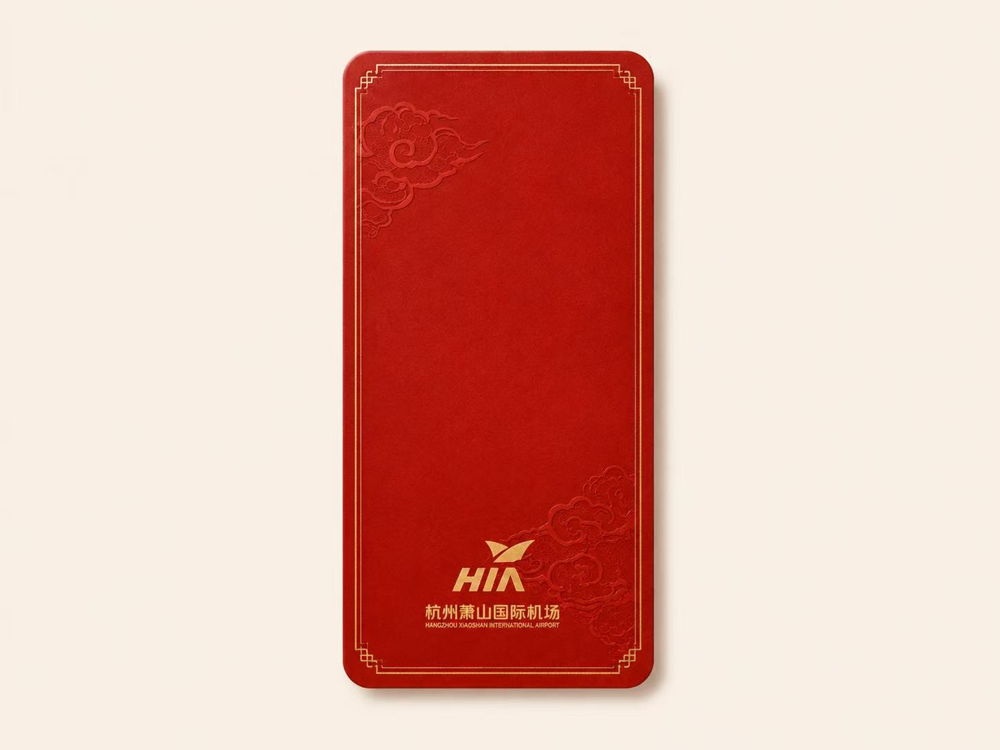 HIA
杭州萧山国际机场
HANGZHOU XIAOSHAN INTERNATIONAL AIRPORT